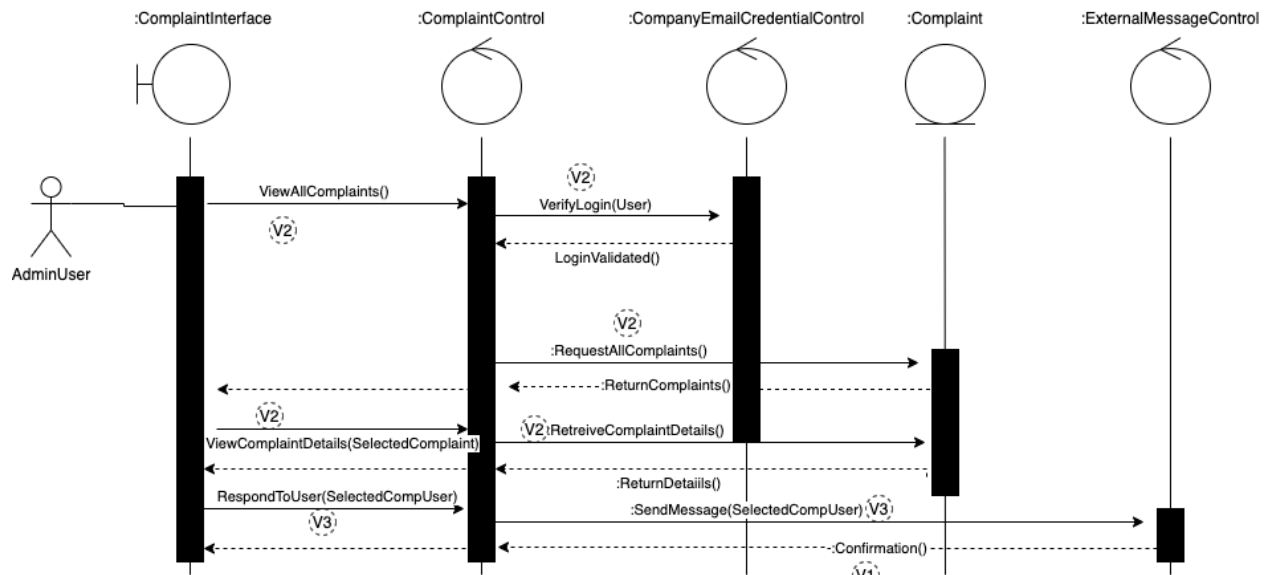 :ComplaintInterface
:ComplaintControl
:CompanyEmailCredentialControl
:Complaint
:ExternalMessageControl
AdminUser
ViewAllComplaints()
V2
V2
VerifyLogin(User)
LoginValidated()
V2
:RequestAllComplaints()
:ReturnComplaints()
V2
ViewComplaintDetails(SelectedComplaint)
V2
:RetreiveComplaintDetails()
:ReturnDetaiils()
RespondToUser(SelectedCompUser)
V3
:SendMessage(SelectedCompUser)
V3
:Confirmation()
V1